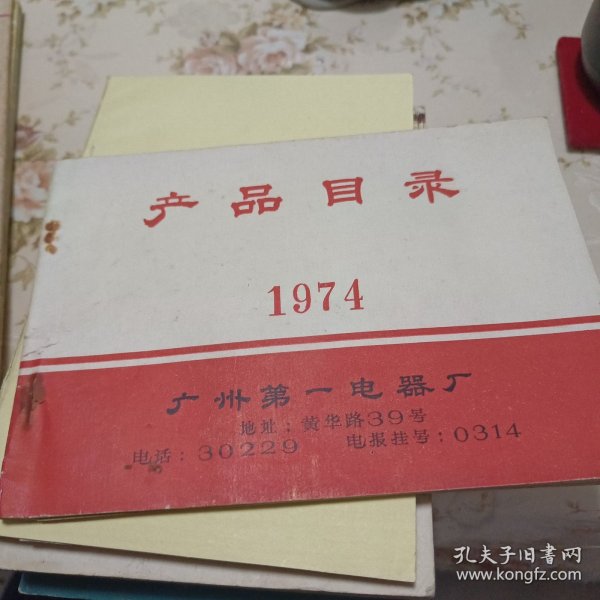 产品目录
1974
广州第一电器厂
地址：黄华路39号
电话：30229 电报挂号：0314
孔夫子旧书网
www.kongfz.com